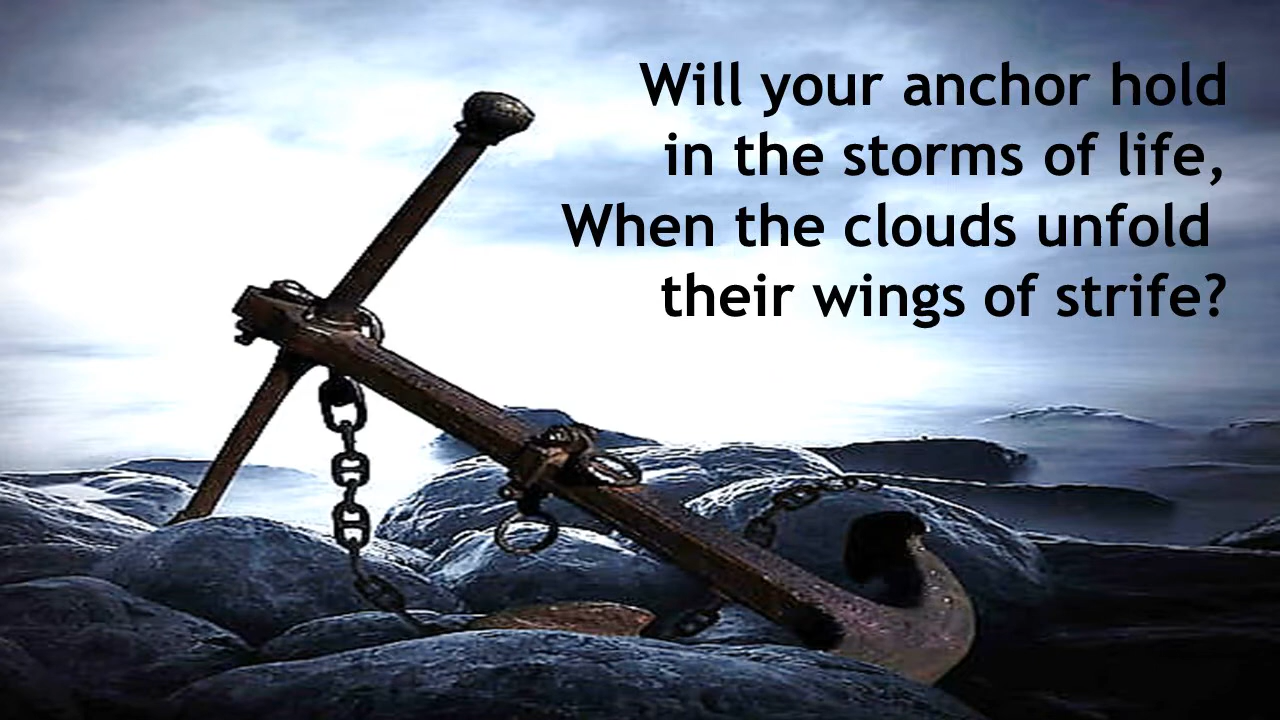 Will your anchor hold
in the storms of life,
When the clouds unfold
their wings of strife?